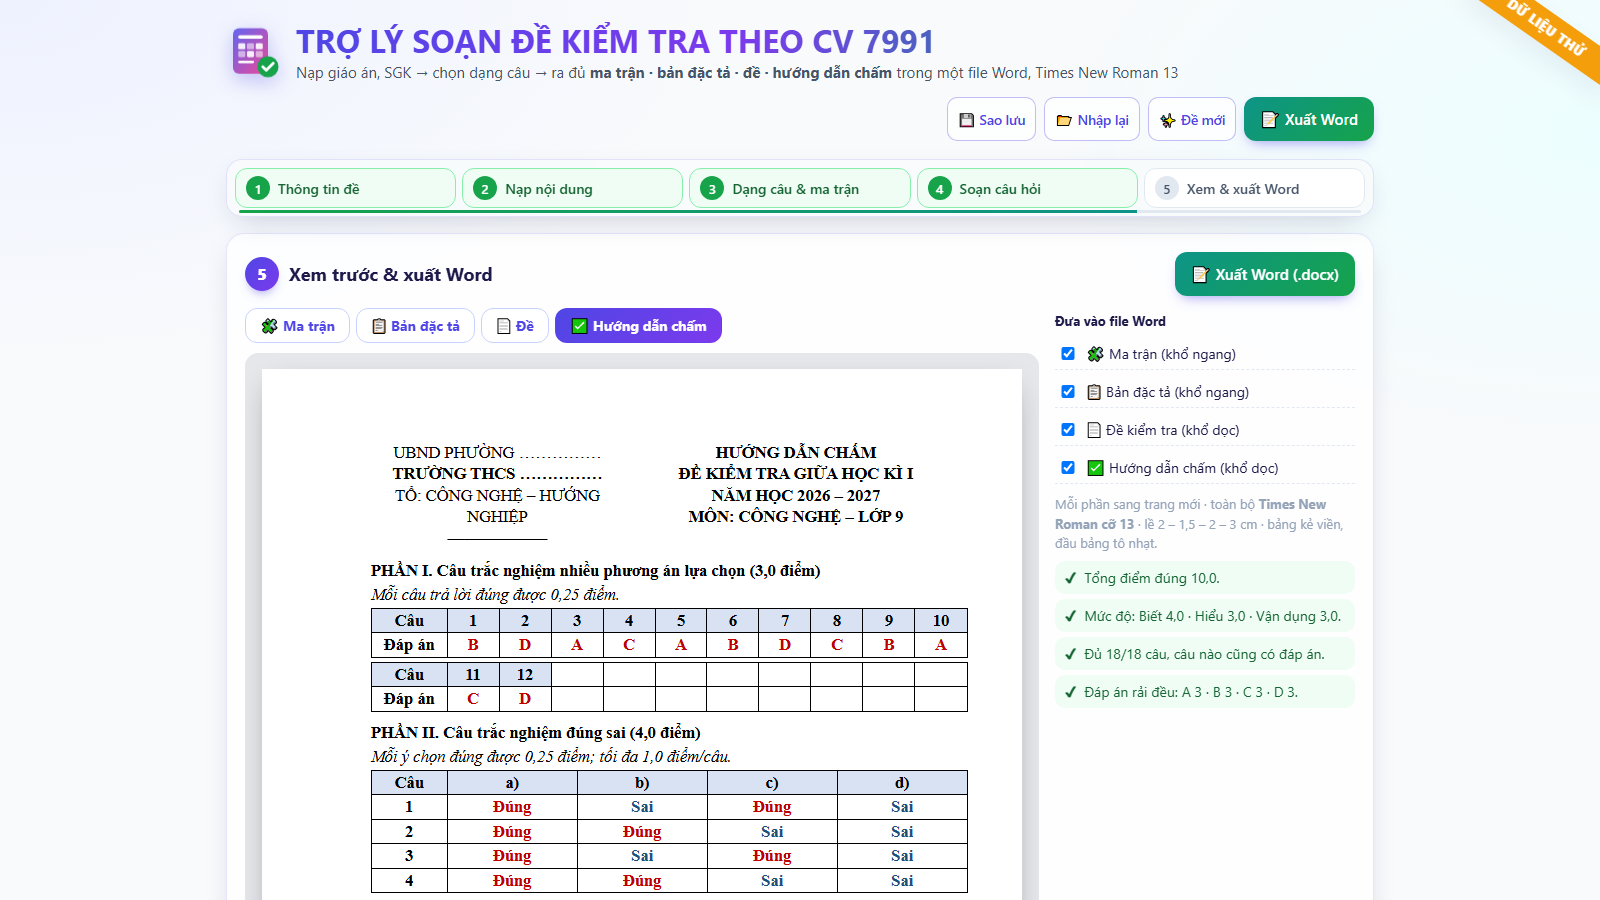 TRỢ LÝ SOẠN ĐỀ KIỂM TRA THEO CV 7991
Nạp giáo án, SGK → chọn dạng câu → ra đủ ma trận · bản đặc tả · đề · hướng dẫn chấm trong một file Word, Times New Roman 13
DỮ LIỆU THỬ
Sao lưu
Nhập lại
Đề mới
Xuất Word
1 Thông tin đề
2 Nạp nội dung
3 Dạng câu & ma trận
4 Soạn câu hỏi
5 Xem & xuất Word
5 Xem trước & xuất Word
Xuất Word (.docx)
Ma trận
Bản đặc tả
Đề
Hướng dẫn chấm
UBND PHƯỜNG ……………
TRƯỜNG THCS ……………
TỔ: CÔNG NGHỆ – HƯỚNG
NGHIỆP
HƯỚNG DẪN CHẤM
ĐỀ KIỂM TRA GIỮA HỌC KÌ I
NĂM HỌC 2026 – 2027
MÔN: CÔNG NGHỆ – LỚP 9
PHẦN I. Câu trắc nghiệm nhiều phương án lựa chọn (3,0 điểm)
Mỗi câu trả lời đúng được 0,25 điểm.
Câu 1 2 3 4 5 6 7 8 9 10
Đáp án B D A C A B D C B A
Câu 11 12
Đáp án C D
PHẦN II. Câu trắc nghiệm đúng sai (4,0 điểm)
Mỗi ý chọn đúng được 0,25 điểm; tối đa 1,0 điểm/câu.
Câu a) b) c) d)
1 Đúng Sai Đúng Sai
2 Đúng Đúng Sai Sai
3 Đúng Sai Đúng Sai
4 Đúng Đúng Sai Sai
Đưa vào file Word
Ma trận (khổ ngang)
Bản đặc tả (khổ ngang)
Đề kiểm tra (khổ dọc)
Hướng dẫn chấm (khổ dọc)
Mỗi phần sang trang mới · toàn bộ Times New
Roman cỡ 13 · lề 2 – 1,5 – 2 – 3 cm · bảng kẻ viền,
đầu bảng tô nhạt.
✔ Tổng điểm đúng 10,0.
✔ Mức độ: Biết 4,0 · Hiểu 3,0 · Vận dụng 3,0.
✔ Đủ 18/18 câu, câu nào cũng có đáp án.
✔ Đáp án rải đều: A 3 · B 3 · C 3 · D 3.